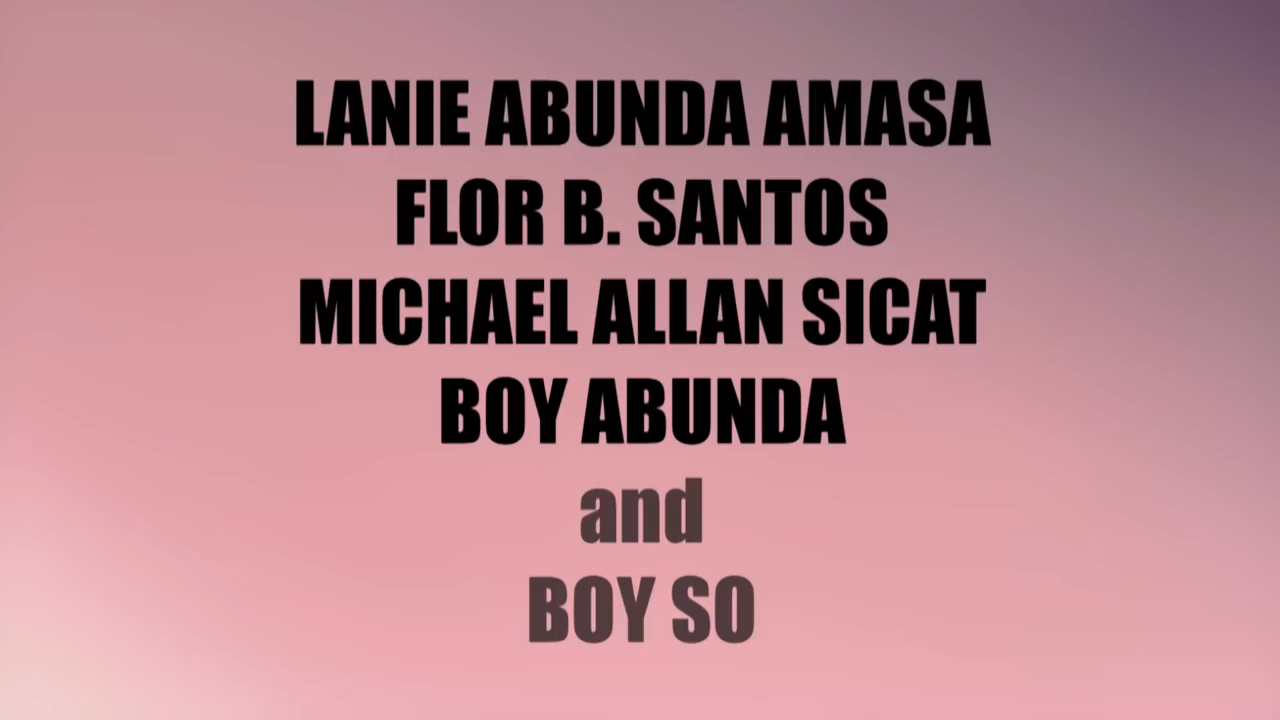 LANIE ABUNDA AMASA
FLOR B. SANTOS
MICHAEL ALLAN SICAT
BOY ABUNDA
and
BOY SO